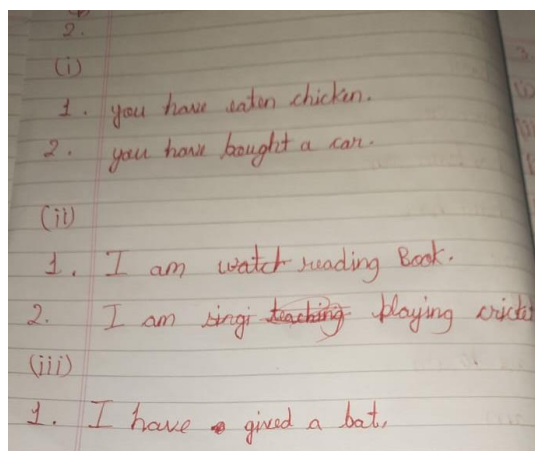 2.
(i)
1. you have eaten chicken.
2. you have bought a car.
(ii)
1. I am watch reading Book.
2. I am singi teaching playing cricket
(iii)
1. I have gived a bat.
3.